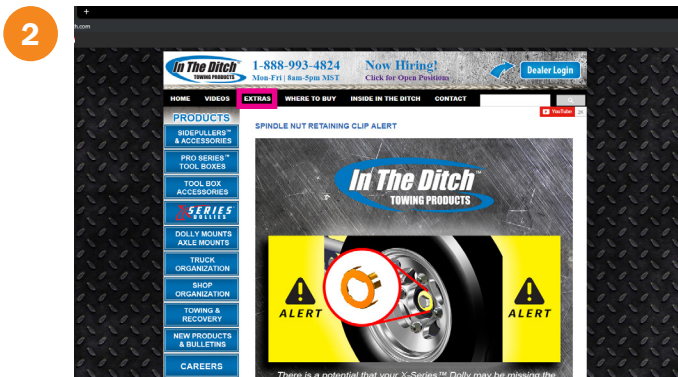 2
+
h.com
In The Ditch
TOWING PRODUCTS
1-888-993-4824
Mon-Fri | 8am-5pm MST
Now Hiring!
Click for Open Positions
Dealer Login
HOME VIDEOS EXTRAS WHERE TO BUY INSIDE IN THE DITCH CONTACT
YouTube
PRODUCTS
SIDEPULLERS™
& ACCESSORIES
PRO SERIES™
TOOL BOXES
TOOL BOX
ACCESSORIES
X-SERIES
DOLLIES
DOLLY MOUNTS
AXLE MOUNTS
TRUCK
ORGANIZATION
SHOP
ORGANIZATION
TOWING &
RECOVERY
NEW PRODUCTS
& BULLETINS
CAREERS
SPINDLE NUT RETAINING CLIP ALERT
In The Ditch™
TOWING PRODUCTS
ALERT
ALERT
There is a potential that your X-Series™ Dolly may be missing the